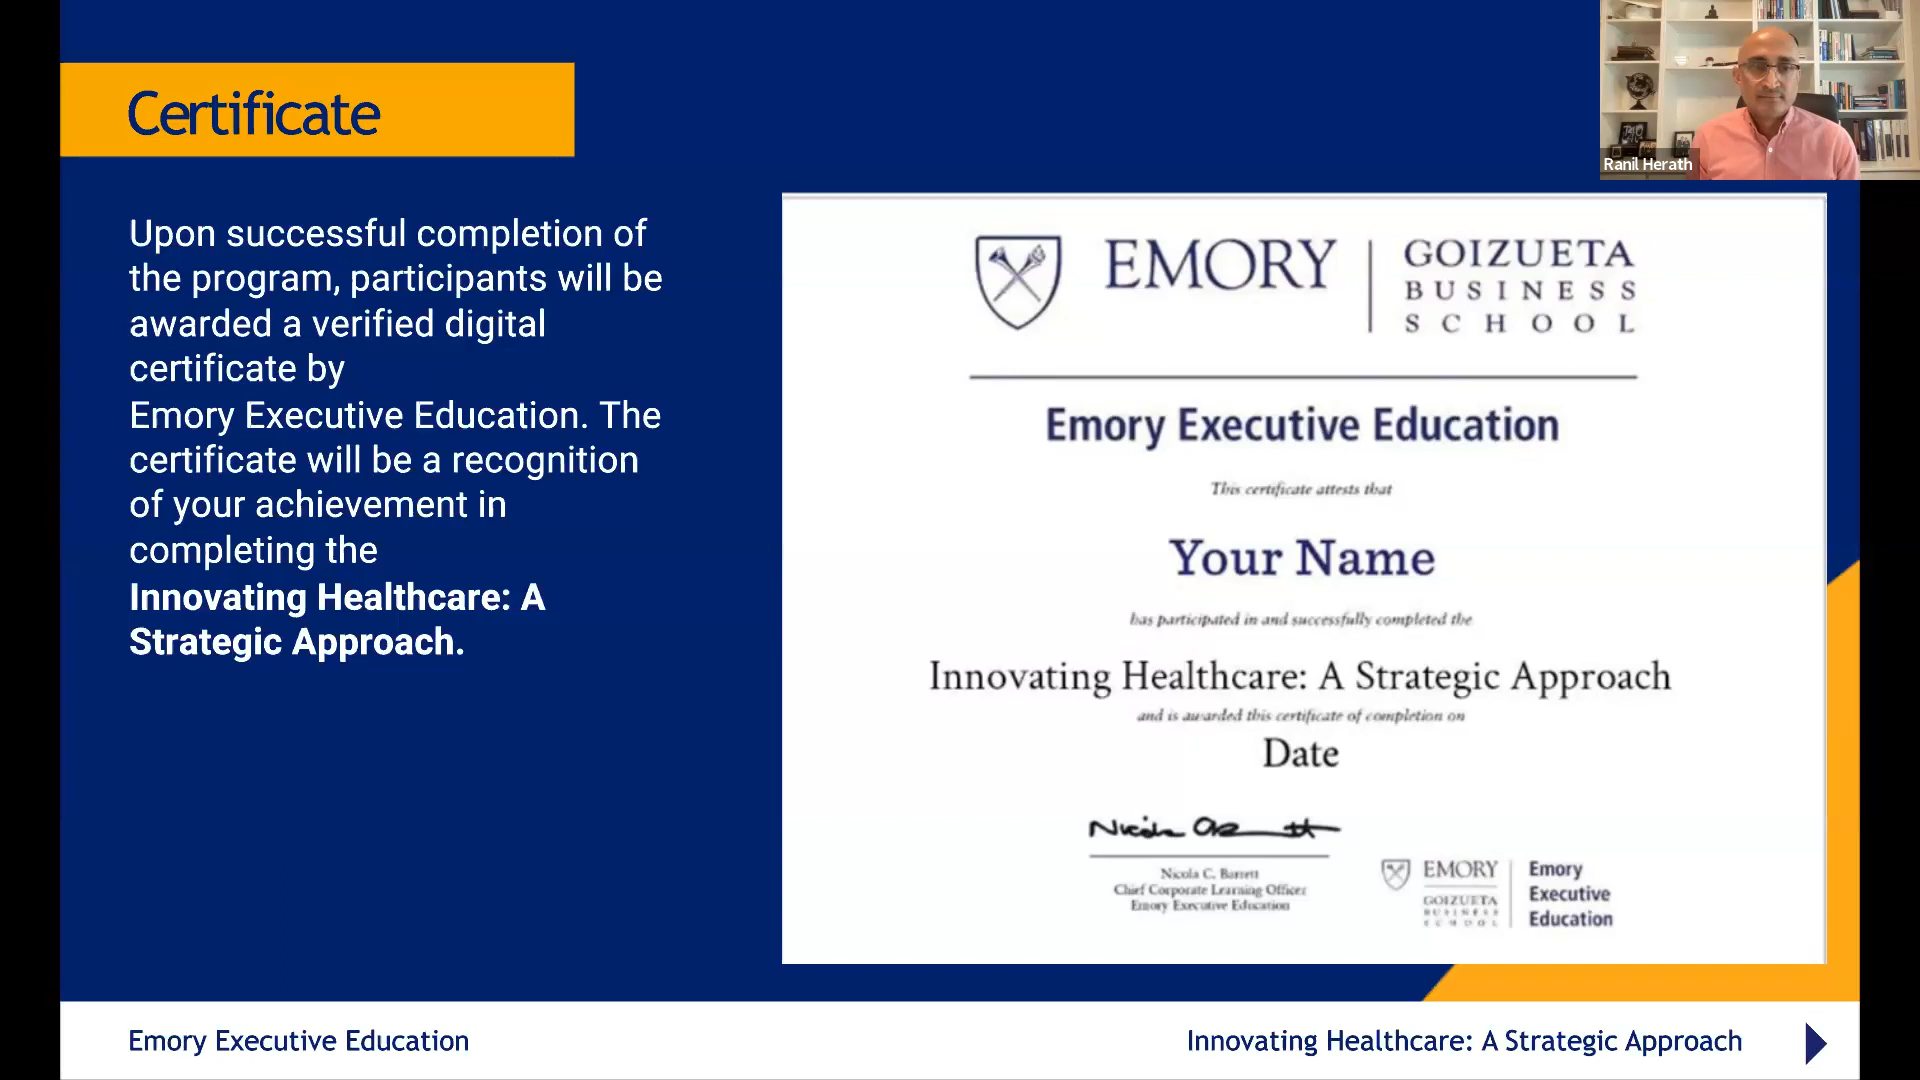 Certificate
Ranil Herath
Upon successful completion of
the program, participants will be
awarded a verified digital
certificate by
Emory Executive Education. The
certificate will be a recognition
of your achievement in
completing the
Innovating Healthcare: A
Strategic Approach.
EMORY
GOIZUETA
BUSINESS
SCHOOL
Emory Executive Education
This certificate attests that
Your Name
has participated in and successfully completed the
Innovating Healthcare: A Strategic Approach
and is awarded this certificate of completion on
Date
Nicola C. Barrett
Chief Corporate Learning Officer
Emory Executive Education
EMORY
GOIZUETA
BUSINESS
SCHOOL
Emory
Executive
Education
Emory Executive Education
Innovating Healthcare: A Strategic Approach